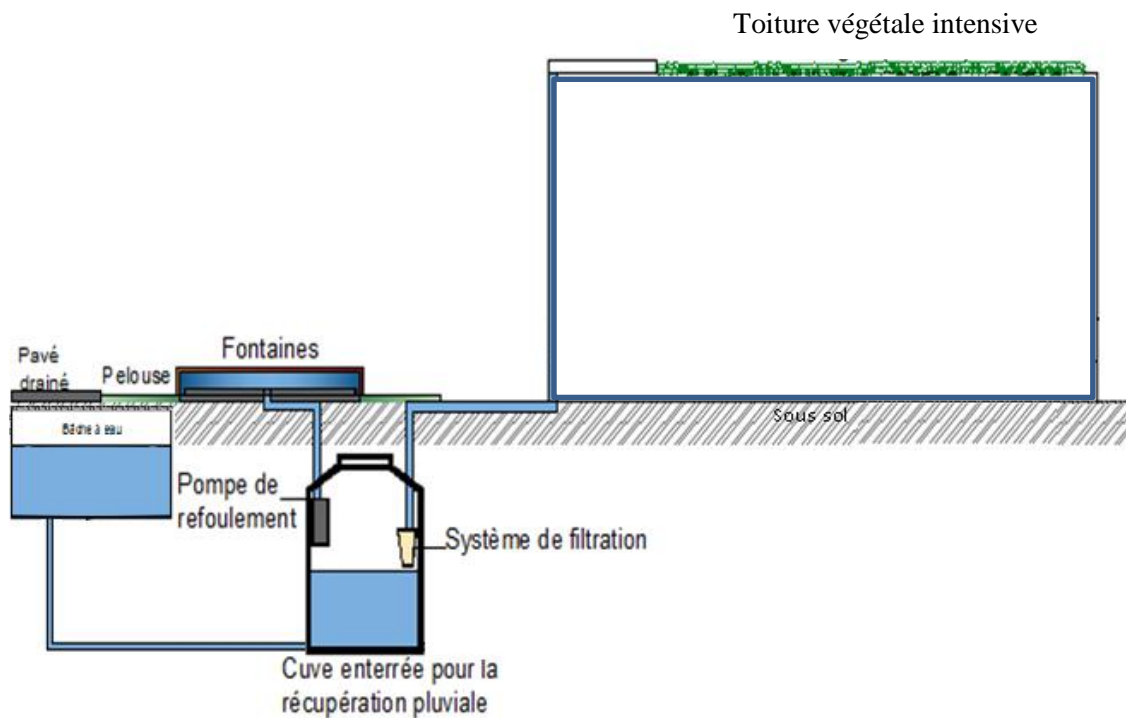 Toiture végétale intensive
Fontaines
Pavé
drainé
Pelouse
Bâche à eau
Sous sol
Pompe de
refoulement
Système de filtration
Cuve enterrée pour la
récupération pluviale